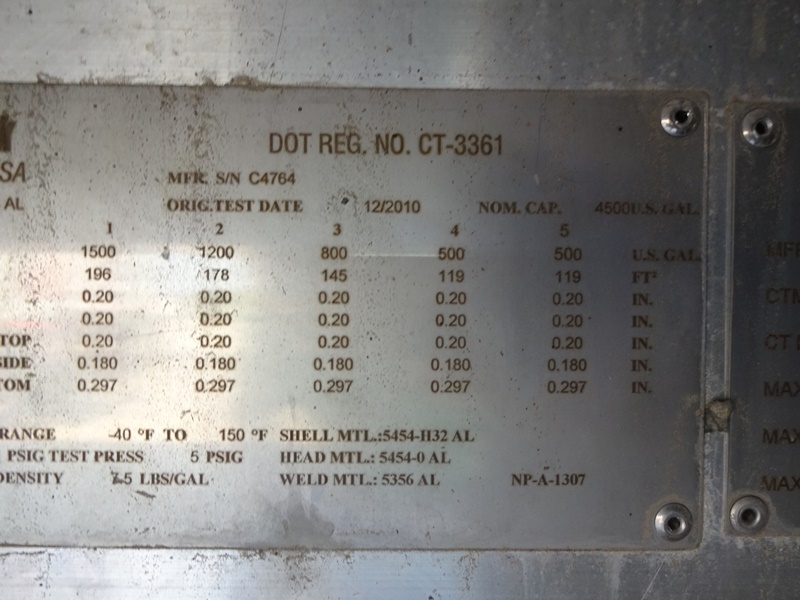 DOT REG. NO. CT-3361
SA
MFR. S/N C4764
AL ORIG.TEST DATE 12/2010 NOM. CAP. 4500U.S. GAL.
1 2 3 4 5
1500 1200 800 500 500 U.S. GAL.
196 178 145 119 119 FT²
0.20 0.20 0.20 0.20 0.20 IN.
0.20 0.20 0.20 0.20 0.20 IN.
TOP 0.20 0.20 0.20 0.20 0.20 IN.
SIDE 0.180 0.180 0.180 0.180 0.180 IN.
TOM 0.297 0.297 0.297 0.297 0.297 IN.
RANGE -40 °F TO 150 °F SHELL MTL.:5454-H32 AL
PSIG TEST PRESS 5 PSIG HEAD MTL.: 5454-0 AL
DENSITY 7.5 LBS/GAL WELD MTL.: 5356 AL NP-A-1307
MFR
CTM
CT
MAX
MAX
MAX